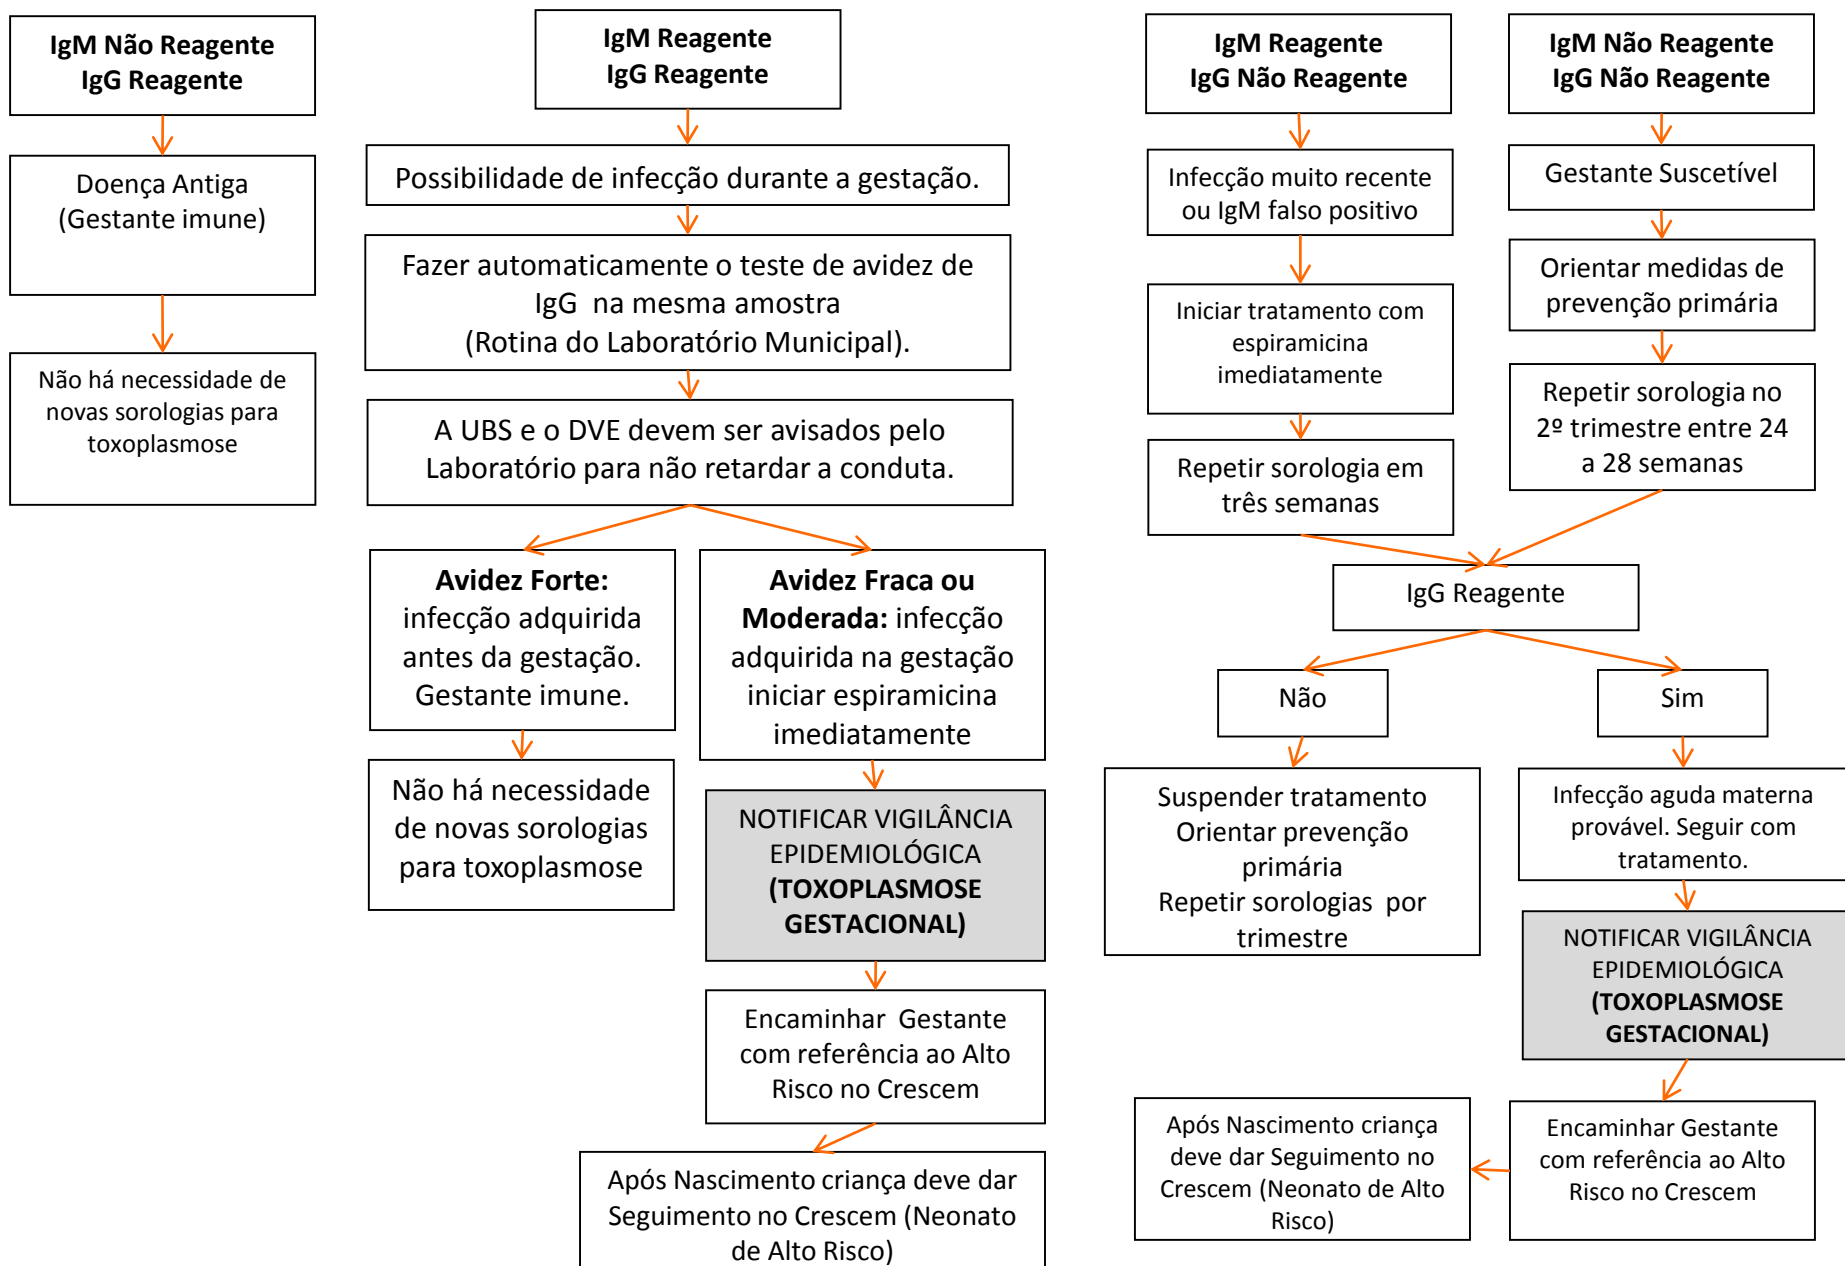 IgM Não Reagente
IgG Reagente
Doença Antiga
(Gestante imune)
Não há necessidade de
novas sorologias para
toxoplasmose
IgM Reagente
IgG Reagente
Possibilidade de infecção durante a gestação.
Fazer automaticamente o teste de avidez de
IgG na mesma amostra
(Rotina do Laboratório Municipal).
A UBS e o DVE devem ser avisados pelo
Laboratório para não retardar a conduta.
Avidez Forte:
infecção adquirida
antes da gestação.
Gestante imune.
Não há necessidade
de novas sorologias
para toxoplasmose
Avidez Fraca ou
Moderada: infecção
adquirida na gestação
iniciar espiramicina
imediatamente
NOTIFICAR VIGILÂNCIA
EPIDEMIOLÓGICA
(TOXOPLASMOSE
GESTACIONAL)
Encaminhar Gestante
com referência ao Alto
Risco no Crescem
Após Nascimento criança deve dar
Seguimento no Crescem (Neonato
de Alto Risco)
IgM Reagente
IgG Não Reagente
Infecção muito recente
ou IgM falso positivo
Iniciar tratamento com
espiramicina
imediatamente
Repetir sorologia em
três semanas
IgM Não Reagente
IgG Não Reagente
Gestante Suscetível
Orientar medidas de
prevenção primária
Repetir sorologia no
2º trimestre entre 24
a 28 semanas
IgG Reagente
Não
Suspender tratamento
Orientar prevenção
primária
Repetir sorologias por
trimestre
Sim
Infecção aguda materna
provável. Seguir com
tratamento.
NOTIFICAR VIGILÂNCIA
EPIDEMIOLÓGICA
(TOXOPLASMOSE
GESTACIONAL)
Encaminhar Gestante
com referência ao Alto
Risco no Crescem
Após Nascimento criança
deve dar Seguimento no
Crescem (Neonato de Alto
Risco)